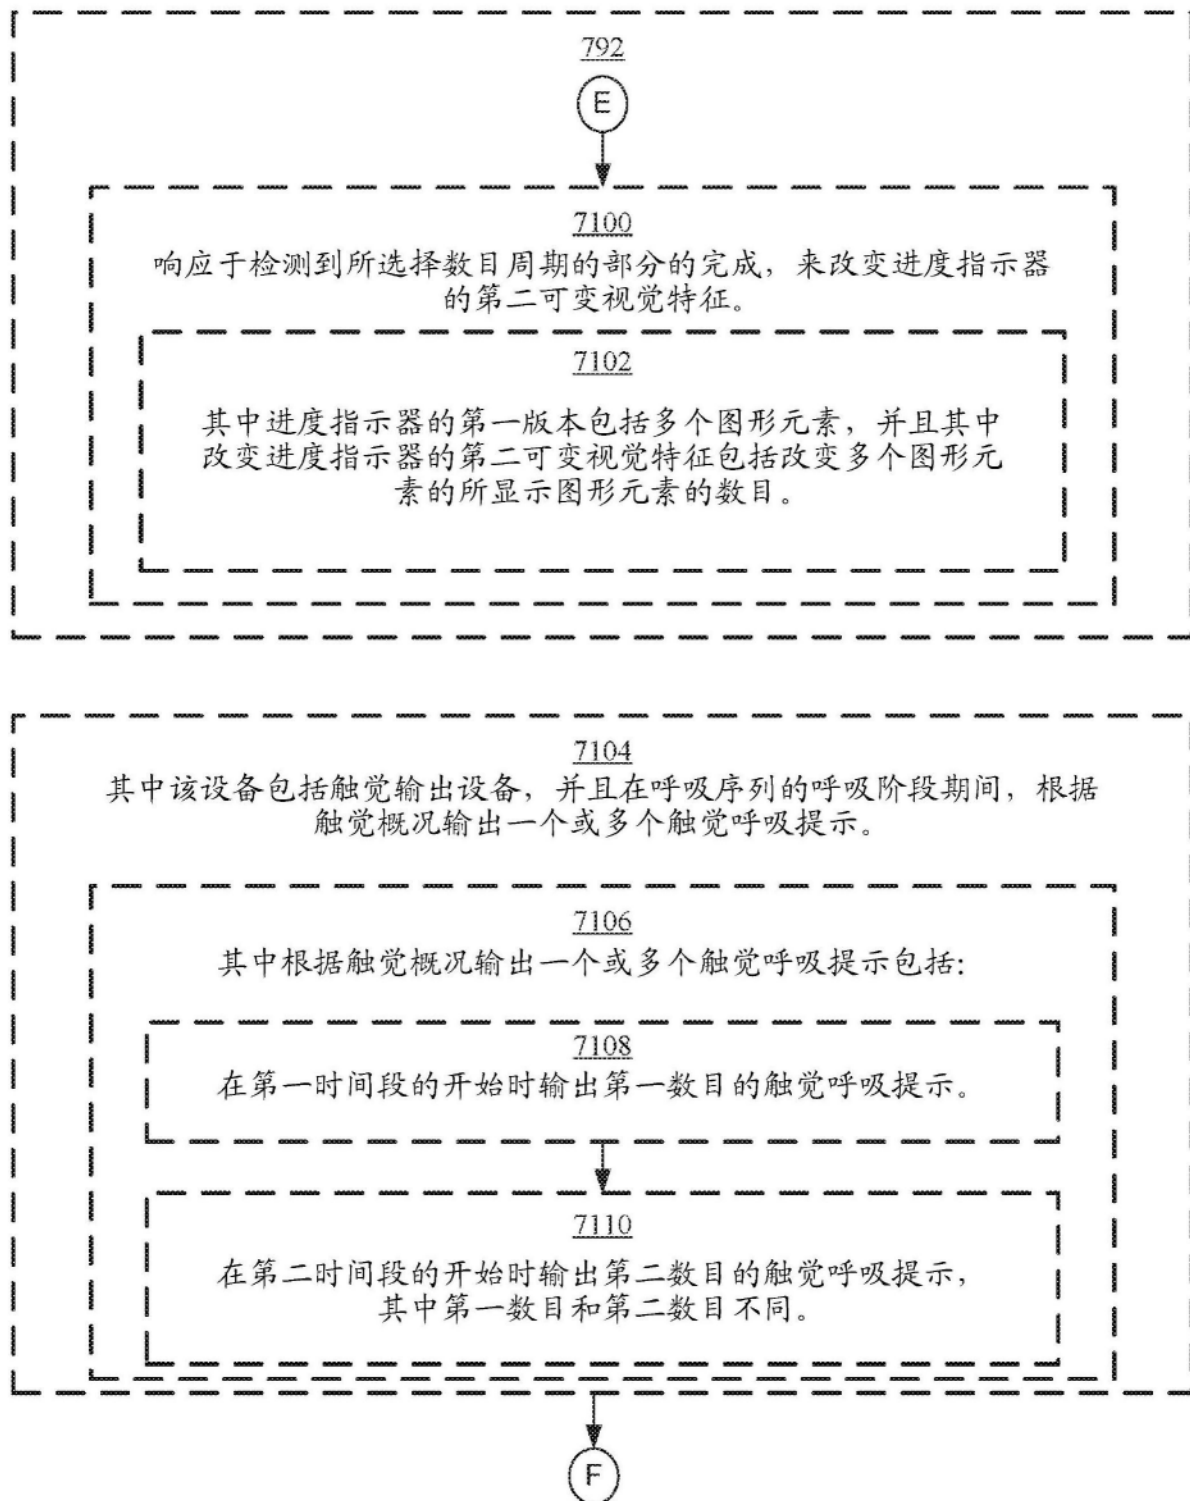 792
E
7100
响应于检测到所选择数目周期的部分的完成，来改变进度指示器
的第二可变视觉特征。
7102
其中进度指示器的第一版本包括多个图形元素，并且其中
改变进度指示器的第二可变视觉特征包括改变多个图形元
素的所显示图形元素的数目。
7104
其中该设备包括触觉输出设备，并且在呼吸序列的呼吸阶段期间，根据
触觉概况输出一个或多个触觉呼吸提示。
7106
其中根据触觉概况输出一个或多个触觉呼吸提示包括:
7108
在第一时间段的开始时输出第一数目的触觉呼吸提示。
7110
在第二时间段的开始时输出第二数目的触觉呼吸提示，
其中第一数目和第二数目不同。
F